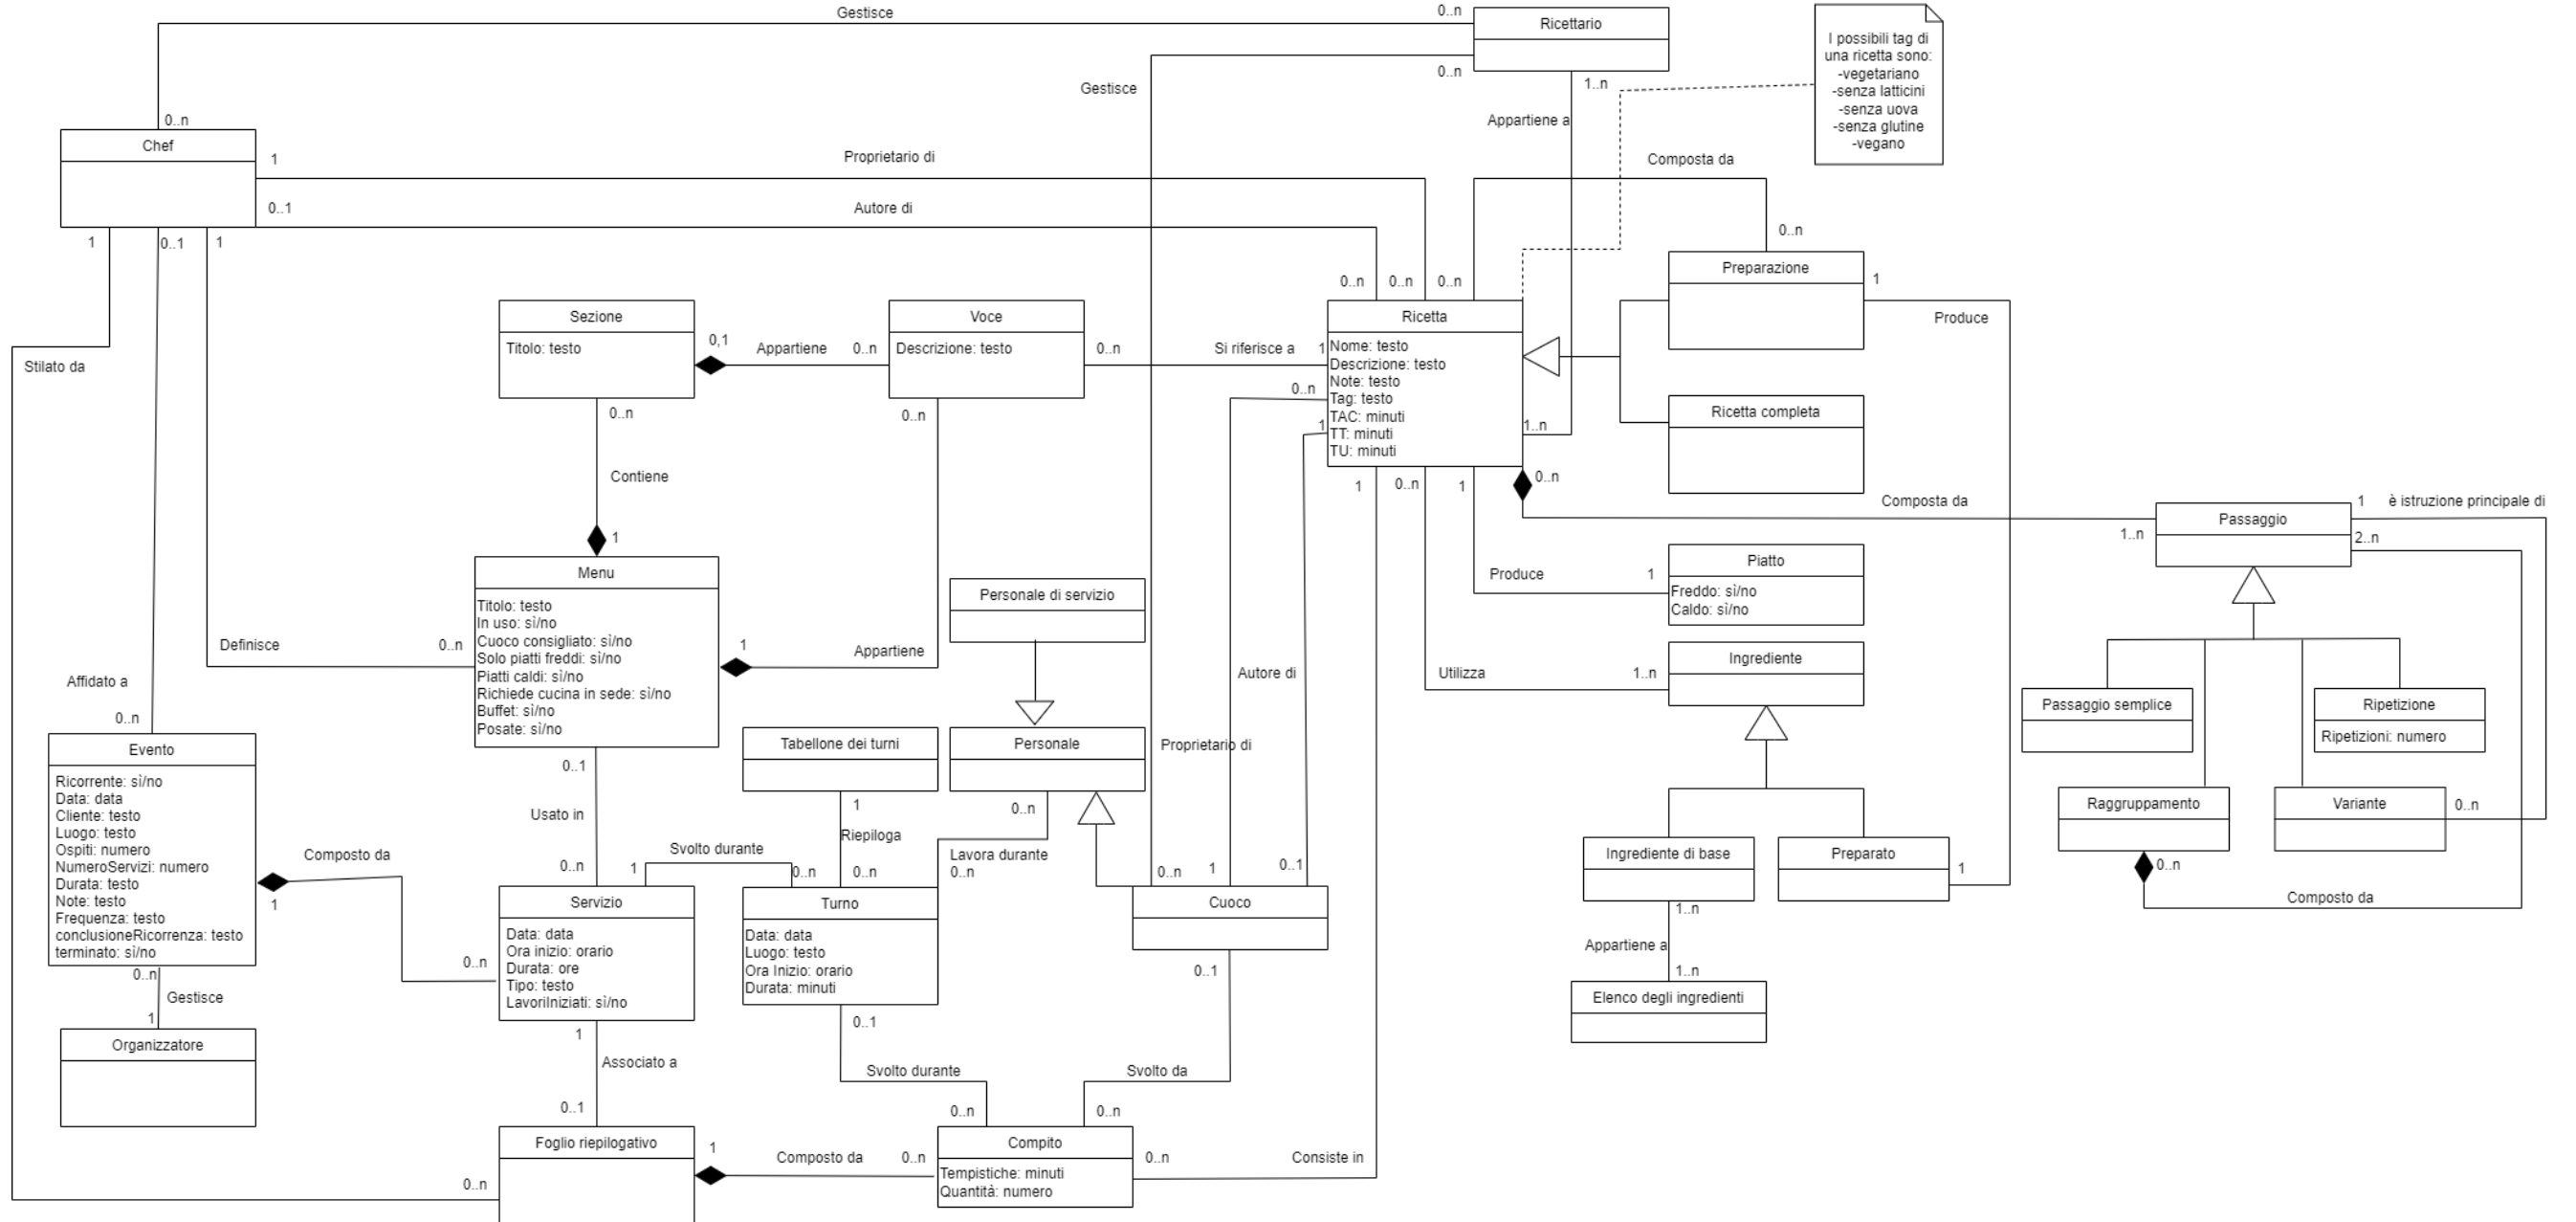 Gestisce
0..n
Ricettario
0..n
1..n
Gestisce
Appartiene a
I possibili tag di
una ricetta sono:
-vegetariano
-senza latticini
-senza uova
-senza glutine
-vegano
0..n
Chef
1
Proprietario di
Composta da
0..1
Autore di
1
0..1
1
0..n
0..n
0..n
0..n
Preparazione
1
Produce
Stilato da
Sezione
Titolo: testo
0,1
Appartiene
0..n
Voce
Descrizione: testo
0..n
Si riferisce a
1
Ricetta
Nome: testo
Descrizione: testo
Note: testo
Tag: testo
TAC: minuti
TT: minuti
TU: minuti
0..n
1
1..n
Ricetta completa
0..n
0..n
Contiene
1
1
0..n
1
0..n
Composta da
1..n
Passaggio
1
è istruzione principale di
2..n
Menu
Titolo: testo
In uso: sì/no
Cuoco consigliato: sì/no
Solo piatti freddi: sì/no
Piatti caldi: sì/no
Richiede cucina in sede: sì/no
Buffet: sì/no
Posate: sì/no
Definisce
0..n
1
Appartiene
Personale di servizio
Produce
1
Piatto
Freddo: sì/no
Caldo: sì/no
Utilizza
1..n
Ingrediente
Autore di
Affidato a
0..n
Passaggio semplice
Ripetizione
Ripetizioni: numero
Evento
Ricorrente: sì/no
Data: data
Cliente: testo
Luogo: testo
Ospiti: numero
NumeroServizi: numero
Durata: testo
Note: testo
Frequenza: testo
conclusioneRicorrenza: testo
terminato: sì/no
0..1
Usato in
0..n
Tabellone dei turni
1
Riepiloga
0..n
Personale
0..n
Lavora durante
0..n
Proprietario di
0..n
1
0..1
Raggruppamento
0..n
Variante
0..n
Composto da
Composto da
1
0..n
Svolto durante
1
0..n
Servizio
Data: data
Ora inizio: orario
Durata: ore
Tipo: testo
LavoriIniziati: sì/no
Turno
Data: data
Luogo: testo
Ora Inizio: orario
Durata: minuti
Cuoco
Ingrediente di base
Preparato
1
1..n
Appartiene a
1..n
Elenco degli ingredienti
0..n
Gestisce
1
Organizzatore
1
Associato a
0..1
0..1
Svolto durante
0..n
0..1
Svolto da
0..n
0..n
Foglio riepilogativo
1
Composto da
0..n
Compito
Tempistiche: minuti
Quantità: numero
0..n
Consiste in